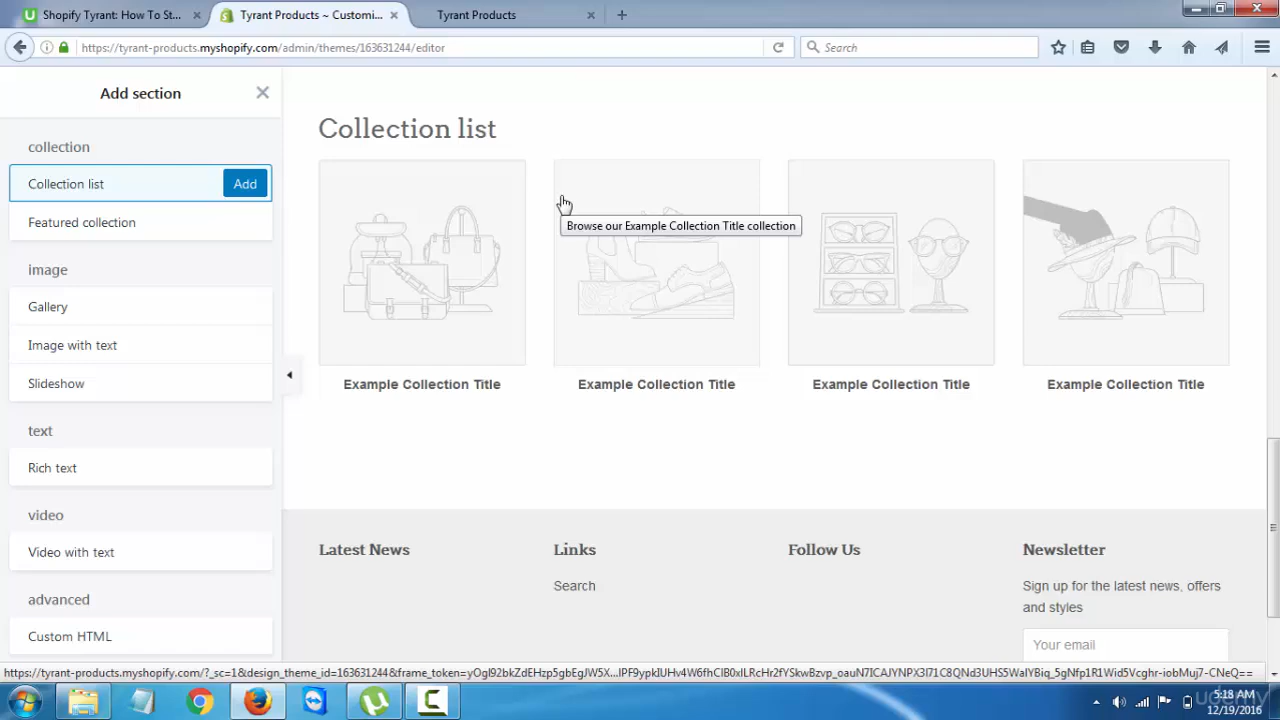 Shopify Tyrant: How To St...
Tyrant Products ~ Customi...
Tyrant Products
https://tyrant-products.myshopify.com/admin/themes/163631244/editor
Search
Add section
collection
Collection list
Add
Featured collection
image
Gallery
Image with text
Slideshow
text
Rich text
video
Video with text
advanced
Custom HTML
Collection list
Browse our Example Collection Title collection
Example Collection Title
Example Collection Title
Example Collection Title
Example Collection Title
Latest News
Links
Search
Follow Us
Newsletter
Sign up for the latest news, offers
and styles
Your email
5:18 AM
12/19/2016
udemy